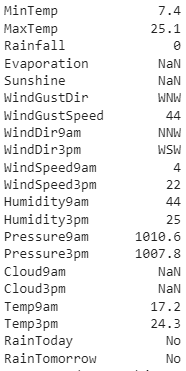 MinTemp 7.4
MaxTemp 25.1
Rainfall 0
Evaporation NaN
Sunshine NaN
WindGustDir WNW
WindGustSpeed 44
WindDir9am NNW
WindDir3pm WSW
WindSpeed9am 4
WindSpeed3pm 22
Humidity9am 44
Humidity3pm 25
Pressure9am 1010.6
Pressure3pm 1007.8
Cloud9am NaN
Cloud3pm NaN
Temp9am 17.2
Temp3pm 24.3
RainToday No
RainTomorrow No